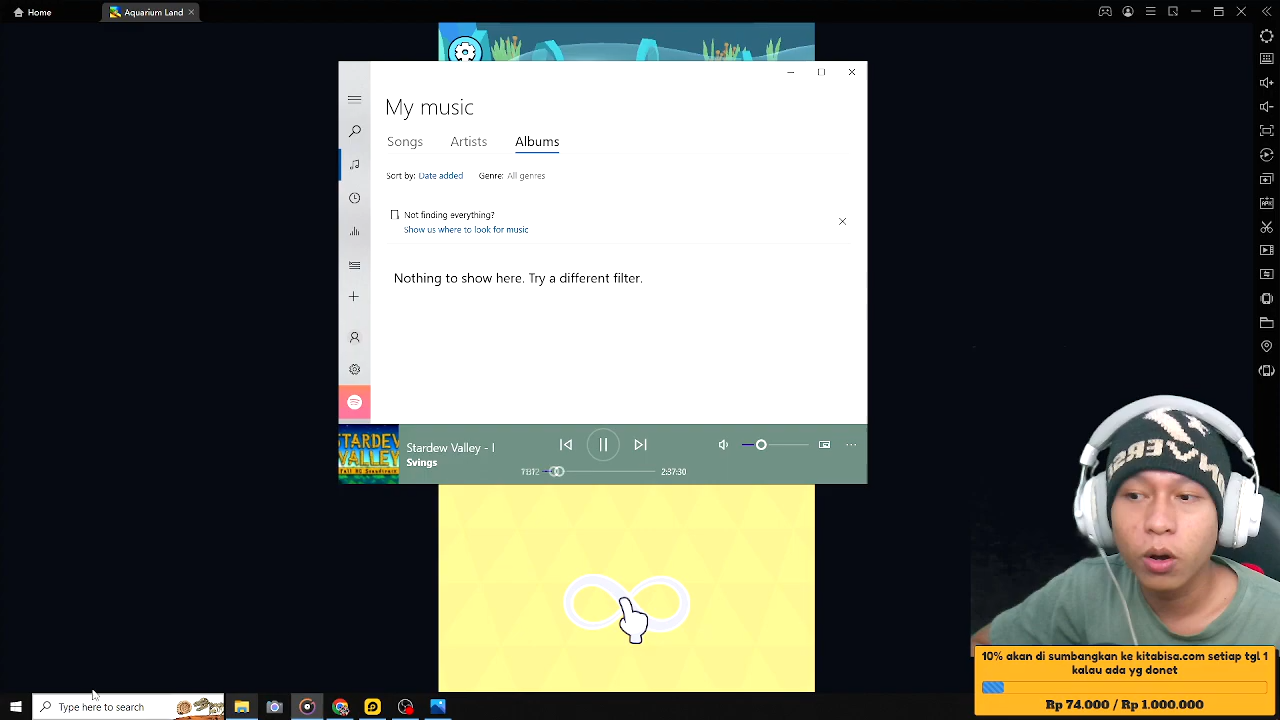 Home
Aquarium Land
My music
Songs
Artists
Albums
Sort by: Date added
Genre: All genres
Not finding everything?
Show us where to look for music
Nothing to show here. Try a different filter.
STARDEW
VALLEY
Stardew Valley - I
Svings
2:37:30
Type here to search
10% akan di sumbangkan ke kitabisa.com setiap tgl 1
kalau ada yg donet
Rp 74.000 / Rp 1.000.000